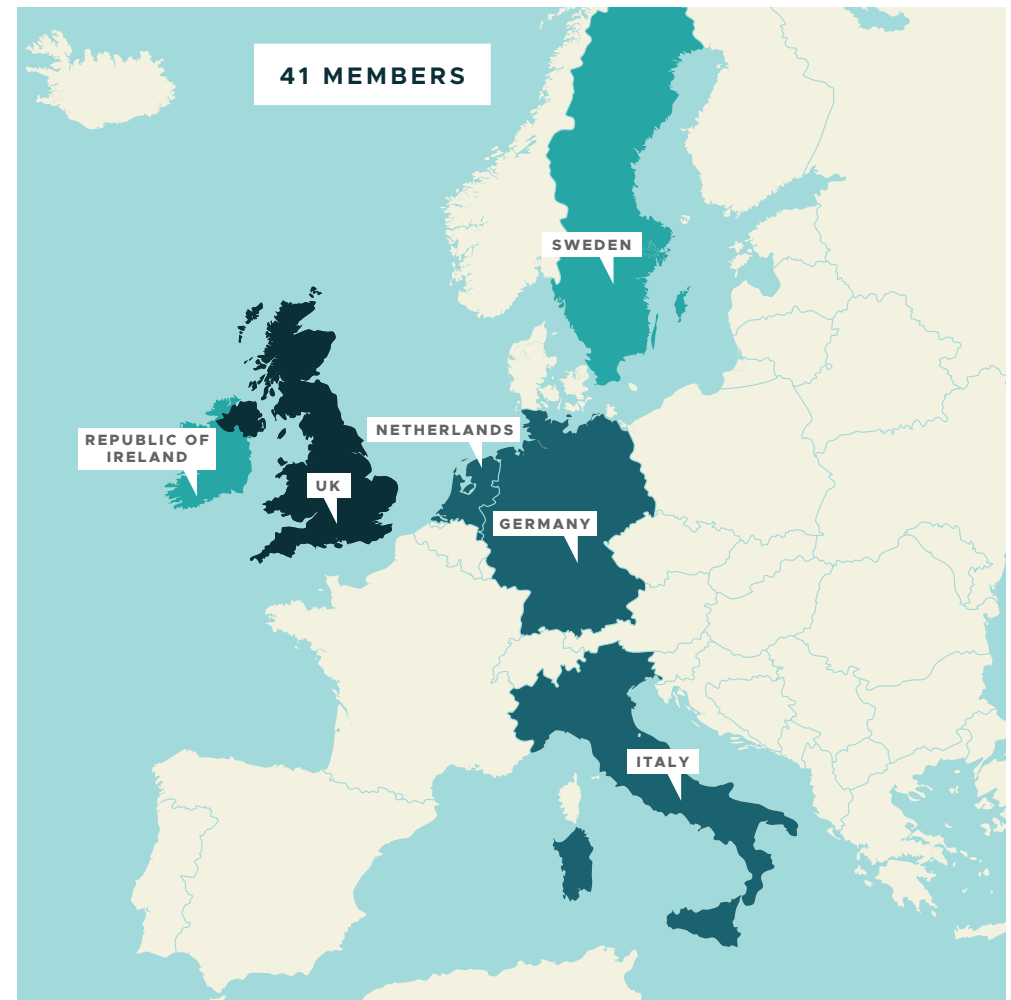 41 MEMBERS
SWEDEN
NETHERLANDS
REPUBLIC OF
IRELAND
UK
GERMANY
ITALY